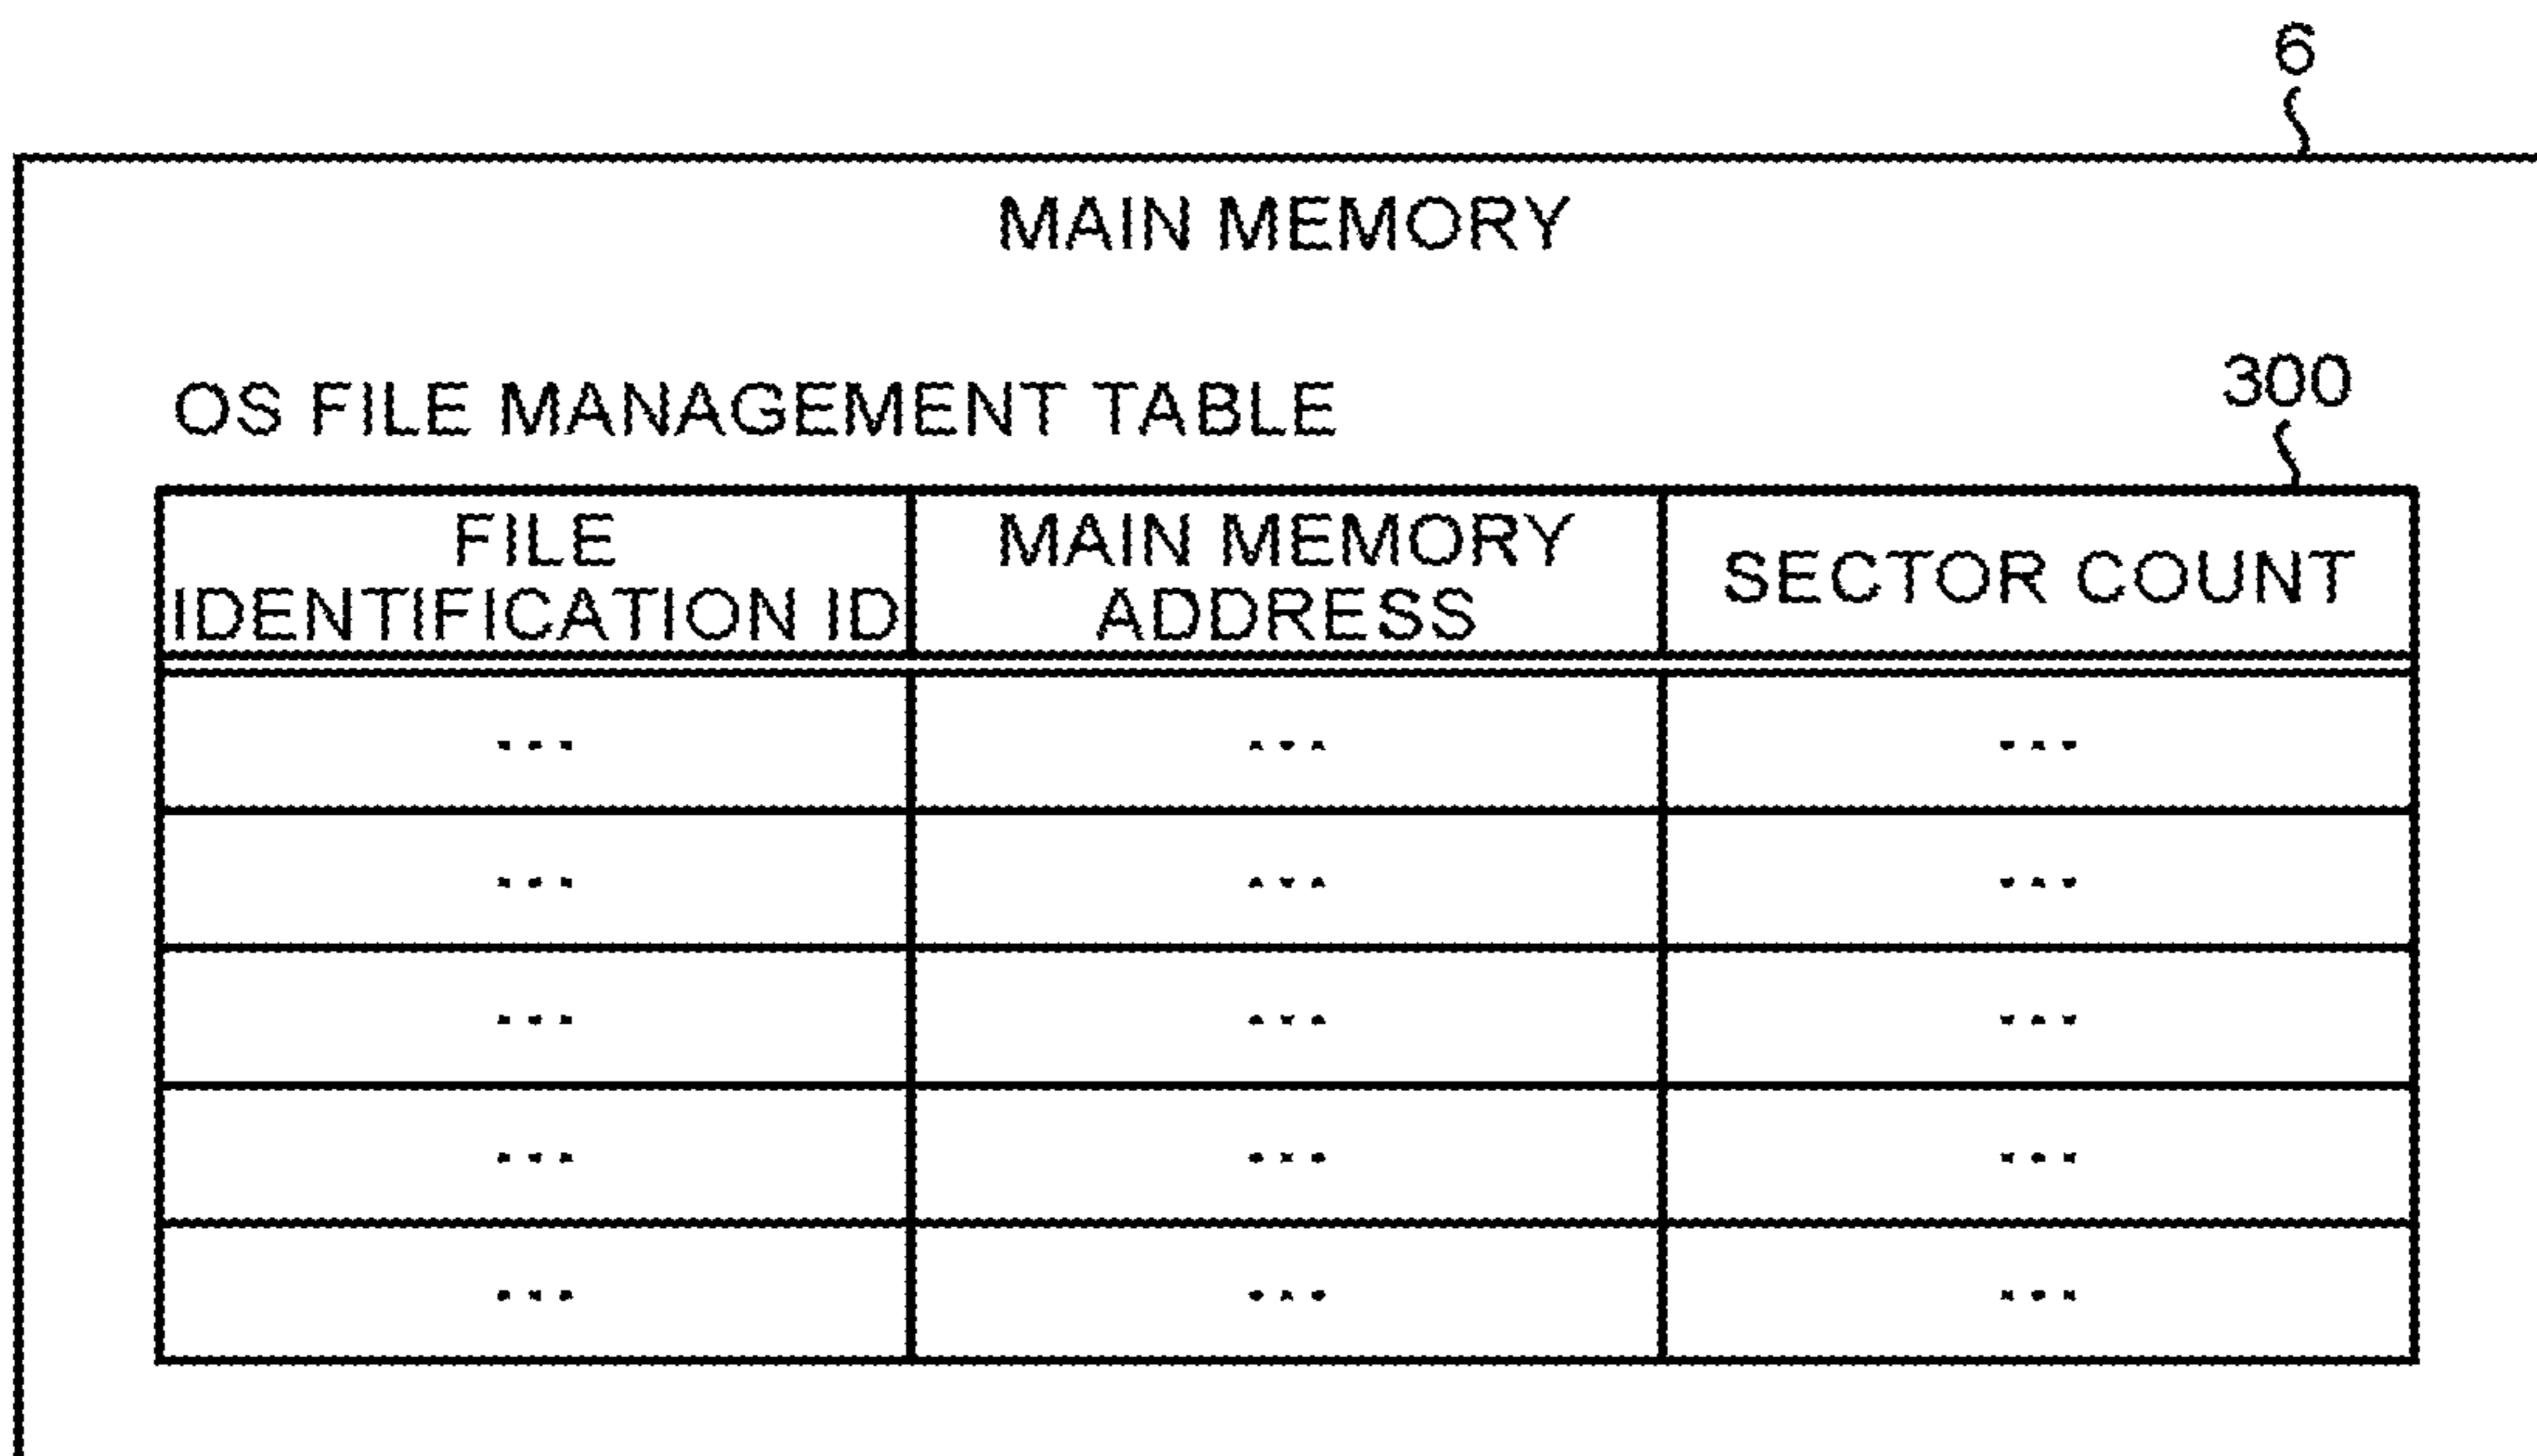 6
MAIN MEMORY
300
OS FILE MANAGEMENT TABLE
FILE IDENTIFICATION ID
MAIN MEMORY ADDRESS
SECTOR COUNT
... ... ...
... ... ...
... ... ...
... ... ...
... ... ...